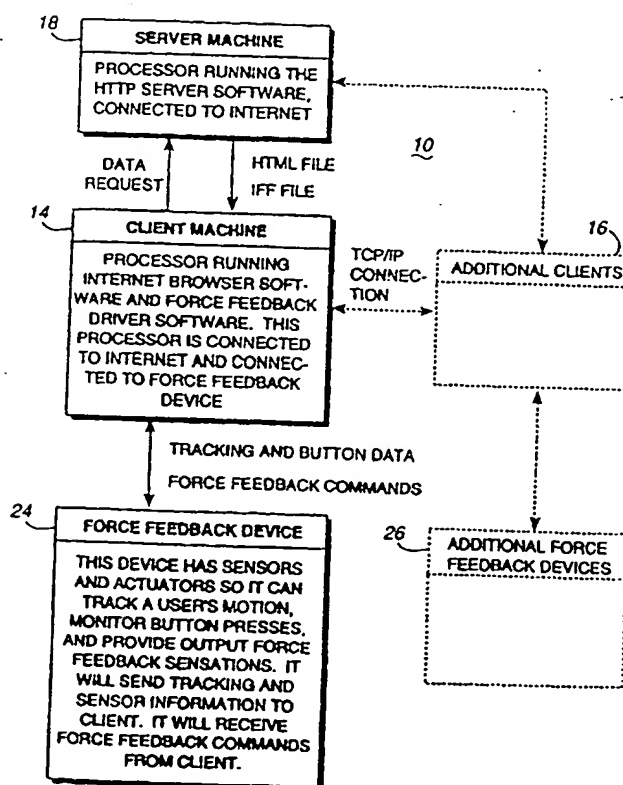 18
SERVER MACHINE
PROCESSOR RUNNING THE
HTTP SERVER SOFTWARE,
CONNECTED TO INTERNET
10
DATA
REQUEST
HTML FILE
IFF FILE
14
CLIENT MACHINE
PROCESSOR RUNNING
INTERNET BROWSER SOFT-
WARE AND FORCE FEEDBACK
DRIVER SOFTWARE. THIS
PROCESSOR IS CONNECTED
TO INTERNET AND CONNEC-
TED TO FORCE FEEDBACK
DEVICE
TCP/IP
CONNEC-
TION
16
ADDITIONAL CLIENTS
TRACKING AND BUTTON DATA
FORCE FEEDBACK COMMANDS
24
FORCE FEEDBACK DEVICE
THIS DEVICE HAS SENSORS
AND ACTUATORS SO IT CAN
TRACK A USER'S MOTION,
MONITOR BUTTON PRESSES,
AND PROVIDE OUTPUT FORCE
FEEDBACK SENSATIONS. IT
WILL SEND TRACKING AND
SENSOR INFORMATION TO
CLIENT. IT WILL RECEIVE
FORCE FEEDBACK COMMANDS
FROM CLIENT.
26
ADDITIONAL FORCE
FEEDBACK DEVICES